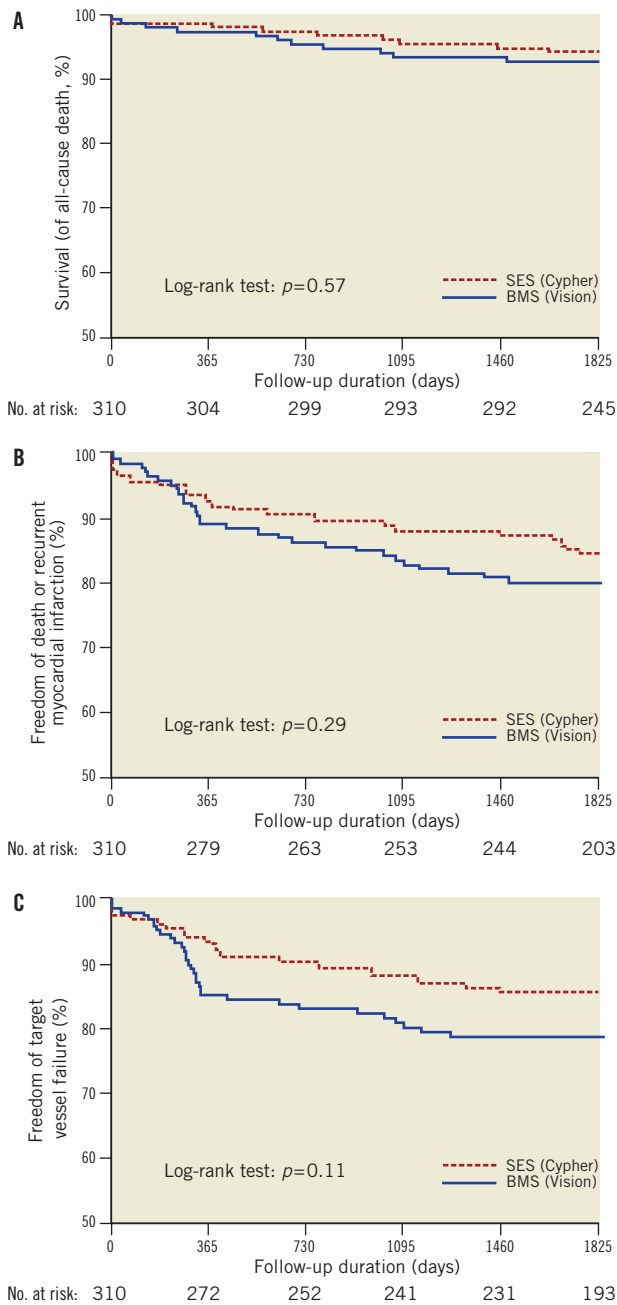 A
100
90
80
70
60
50
Survival (of all-cause death, %)
Log-rank test: p=0.57
SES (Cypher)
BMS (Vision)
0 365 730 1095 1460 1825
Follow-up duration (days)
No. at risk: 310 304 299 293 292 245
B
100
90
80
70
60
50
Freedom of death or recurrent
myocardial infarction (%)
Log-rank test: p=0.29
SES (Cypher)
BMS (Vision)
0 365 730 1095 1460 1825
Follow-up duration (days)
No. at risk: 310 279 263 253 244 203
C
100
90
80
70
60
50
Freedom of target
vessel failure (%)
Log-rank test: p=0.11
SES (Cypher)
BMS (Vision)
0 365 730 1095 1460 1825
Follow-up duration (days)
No. at risk: 310 272 252 241 231 193